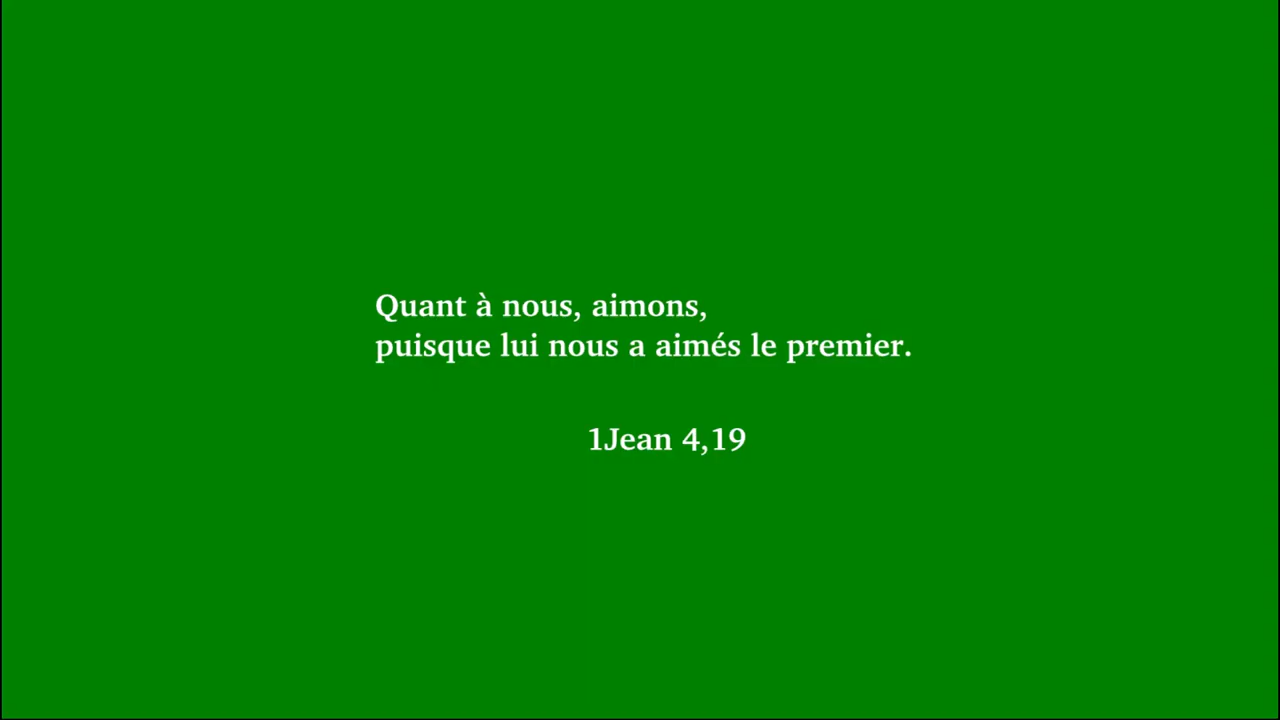 Quant à nous, aimons,
puisque lui nous a aimés le premier.
1Jean 4,19